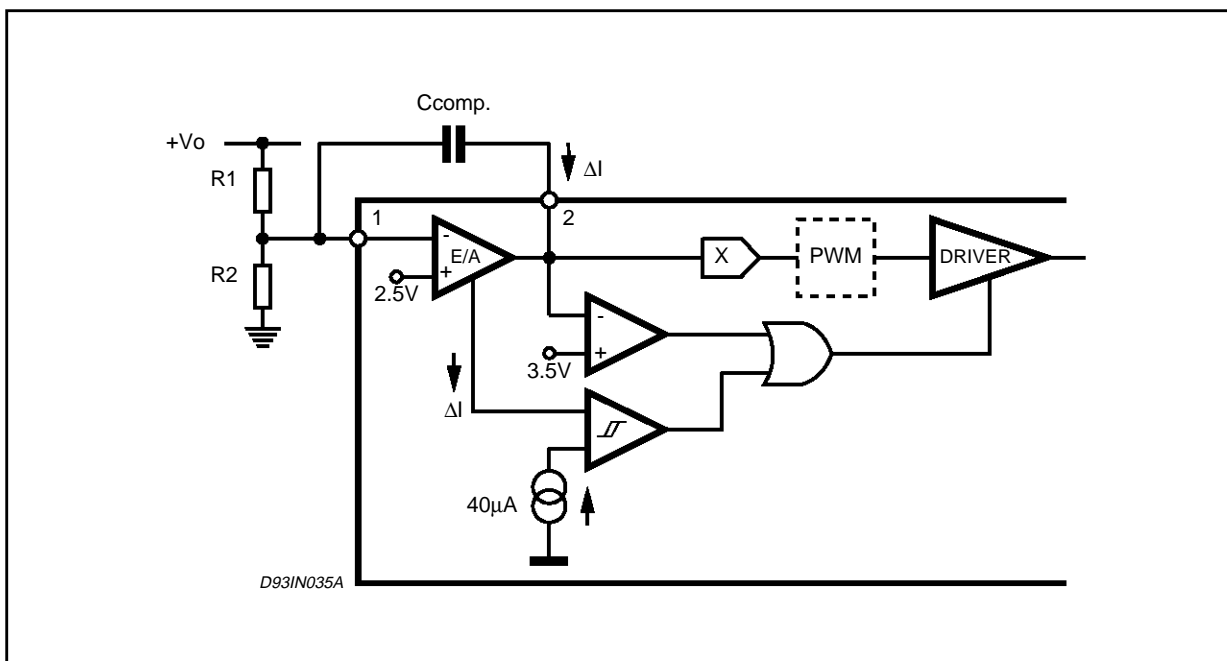 Ccomp.
+Vo
ΔI
R1
1
2
-
E/A
+
X
PWM
DRIVER
R2
2.5V
-
+
3.5V
ΔI
40μA
D93IN035A